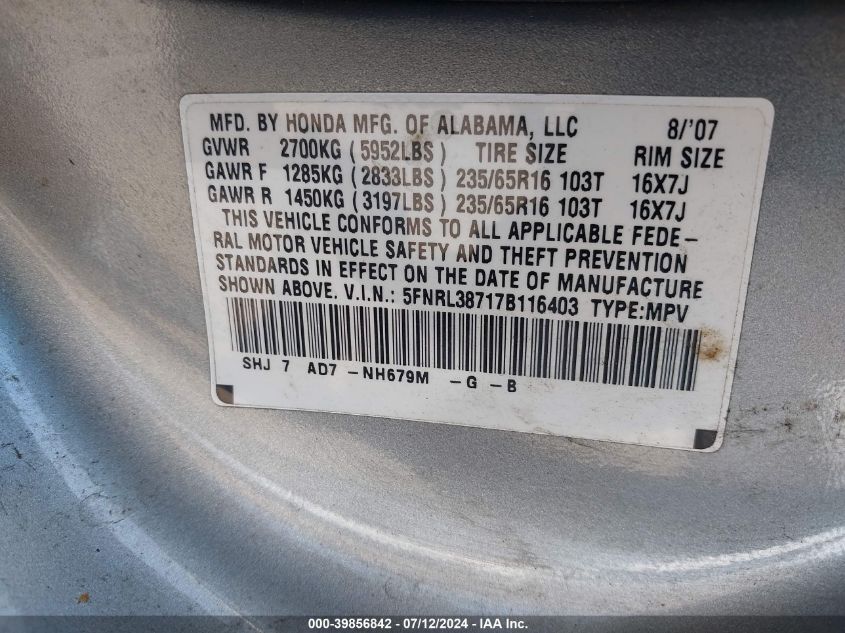 MFD. BY HONDA MFG. OF ALABAMA, LLC 8/'07
GVWR 2700KG (5952LBS) TIRE SIZE RIM SIZE
GAWR F 1285KG (2833LBS) 235/65R16 103T 16X7J
GAWR R 1450KG (3197LBS) 235/65R16 103T 16X7J
THIS VEHICLE CONFORMS TO ALL APPLICABLE FEDE-
RAL MOTOR VEHICLE SAFETY AND THEFT PREVENTION
STANDARDS IN EFFECT ON THE DATE OF MANUFACTURE
SHOWN ABOVE. V.I.N.: 5FNRL38717B116403 TYPE:MPV
SHJ 7 AD7 -NH679M -G -B
000-39856842 - 07/12/2024 - IAA Inc.